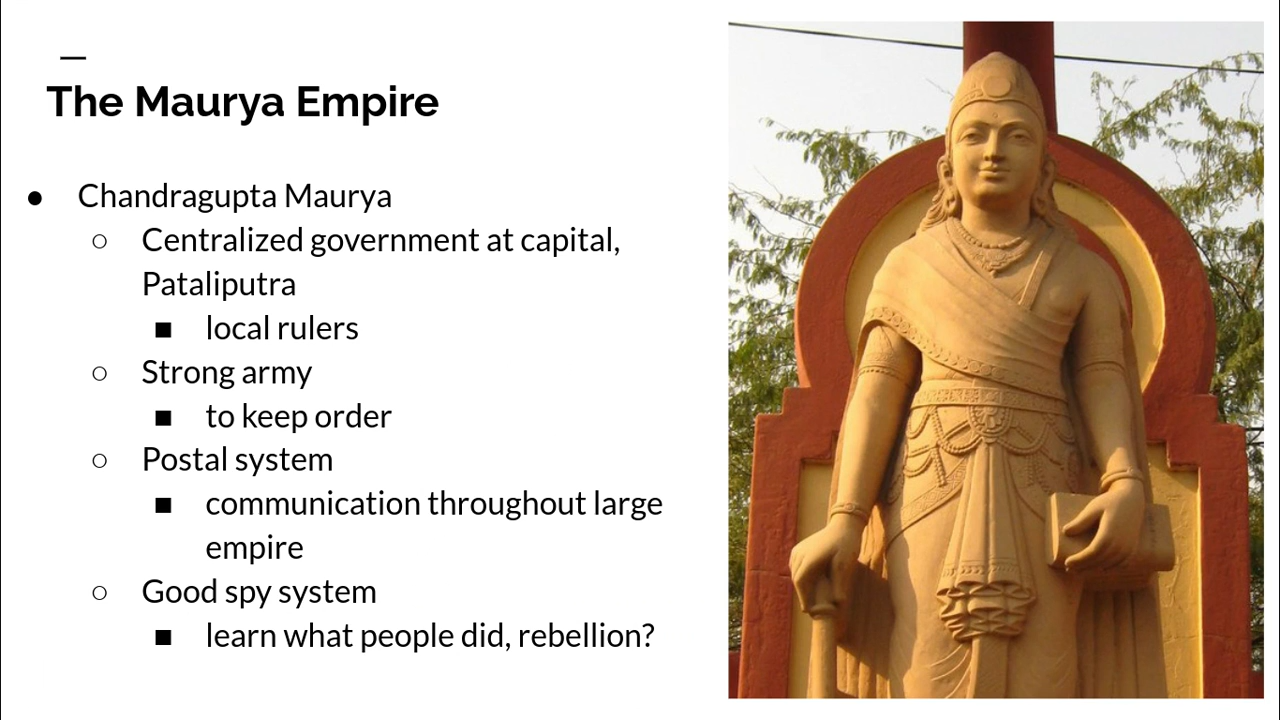 The Maurya Empire
● Chandragupta Maurya
○ Centralized government at capital,
Pataliputra
■ local rulers
○ Strong army
■ to keep order
○ Postal system
■ communication throughout large
empire
○ Good spy system
■ learn what people did, rebellion?